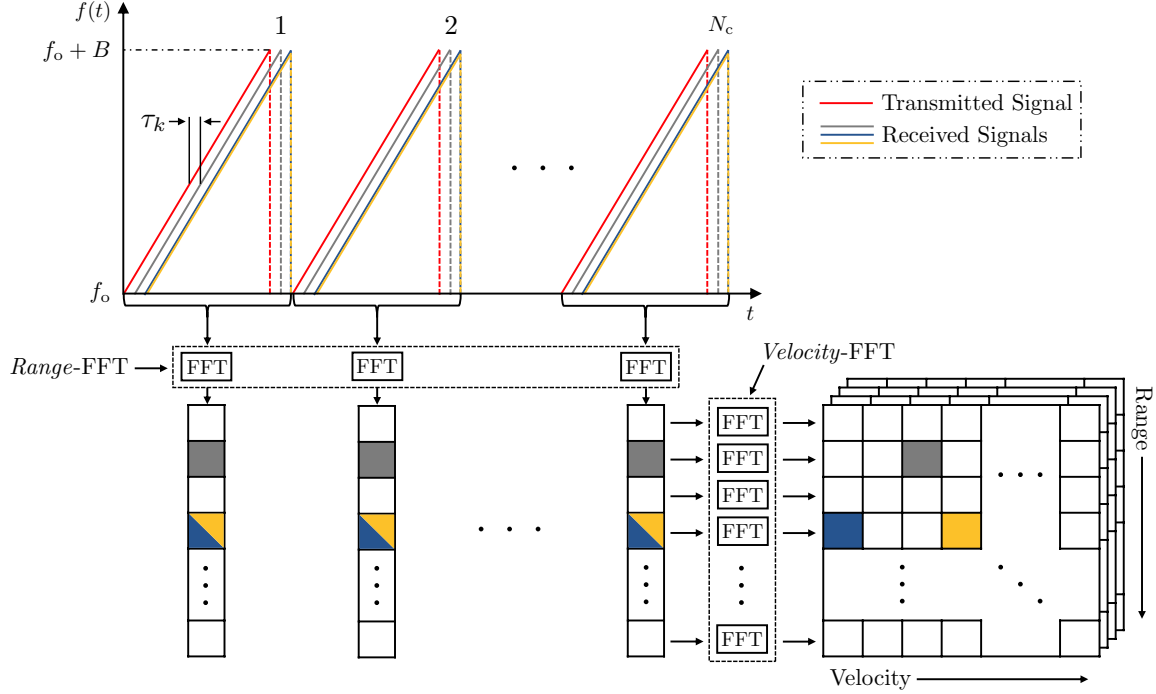 f(t)
1
2
N_c
f_o + B
Transmitted Signal
τ_k
Received Signals
f_o
t
Range-FFT
FFT
FFT
FFT
Velocity-FFT
FFT
FFT
FFT
FFT
FFT
Range
Velocity